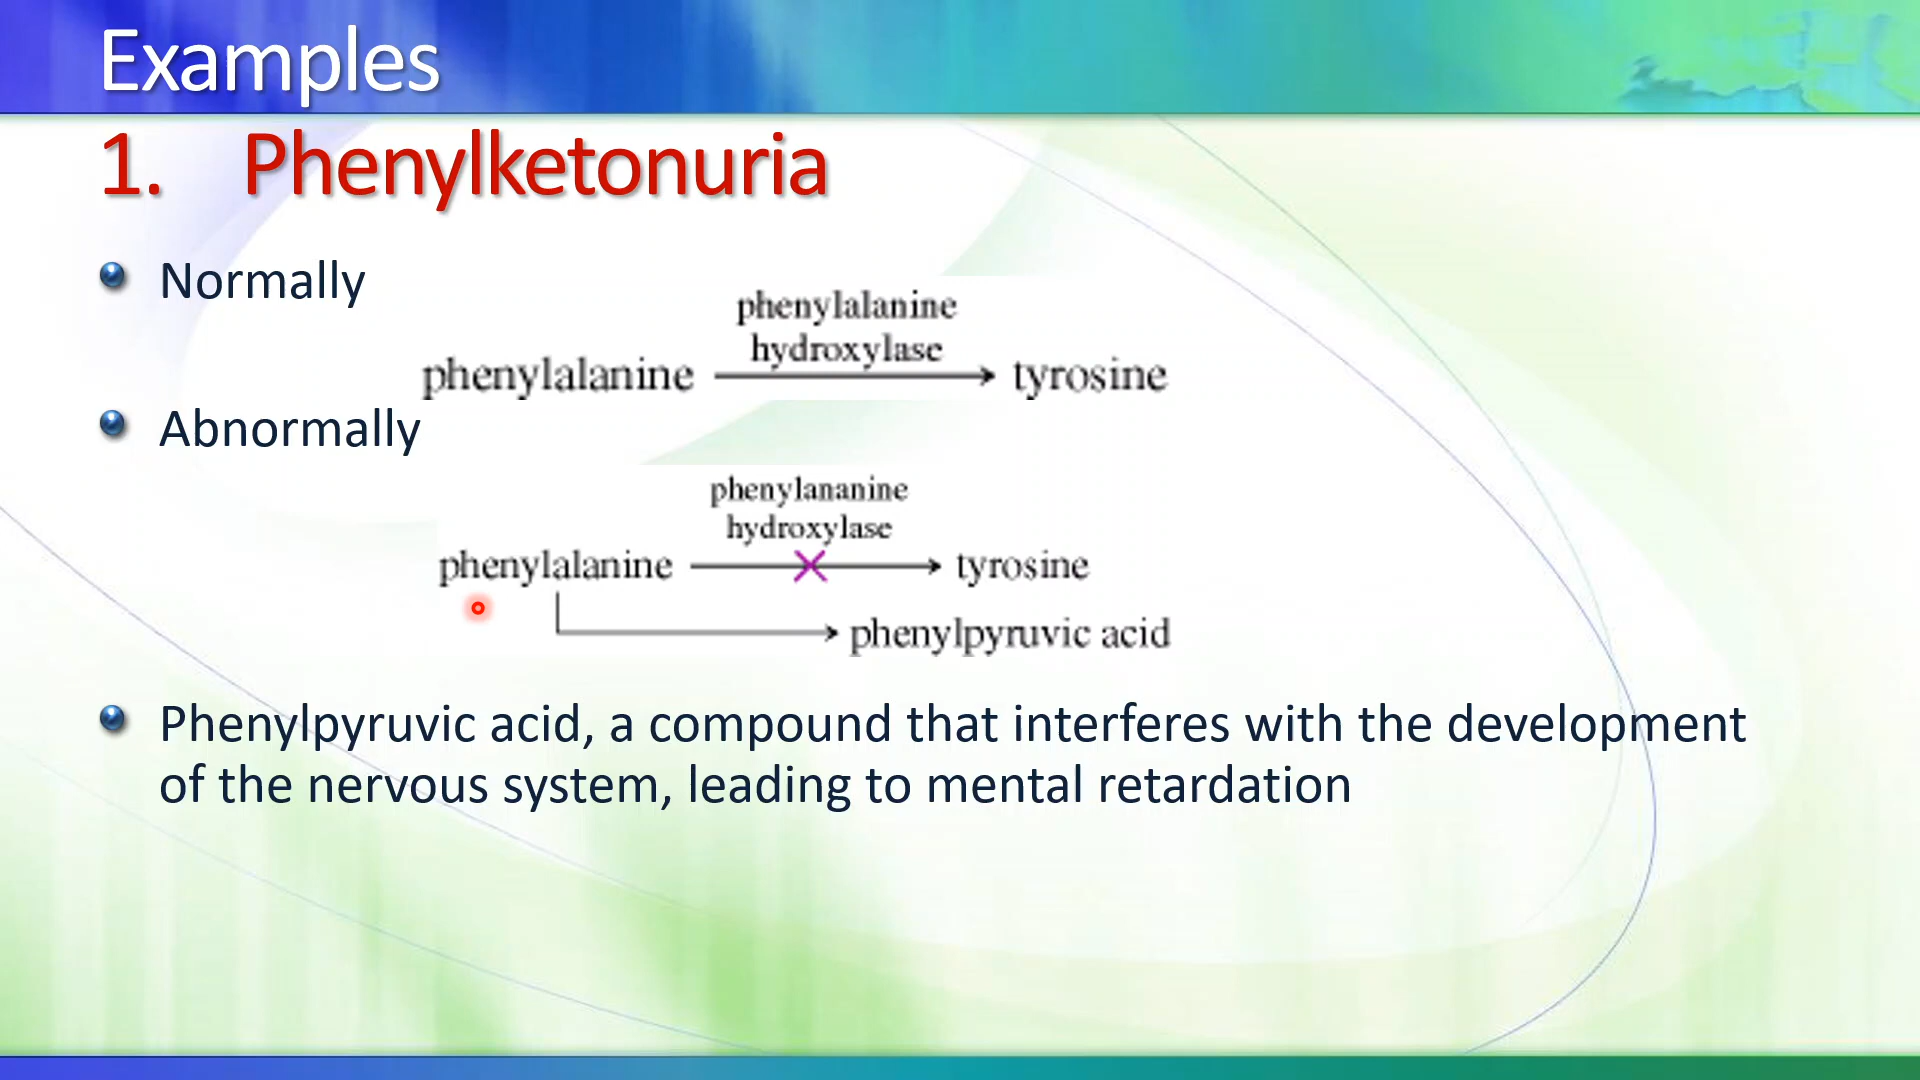 Examples
1. Phenylketonuria
Normally
phenylalanine
hydroxylase
phenylalanine tyrosine
Abnormally
phenylananine
hydroxylase
phenylalanine tyrosine
phenylpyruvic acid
Phenylpyruvic acid, a compound that interferes with the development
of the nervous system, leading to mental retardation